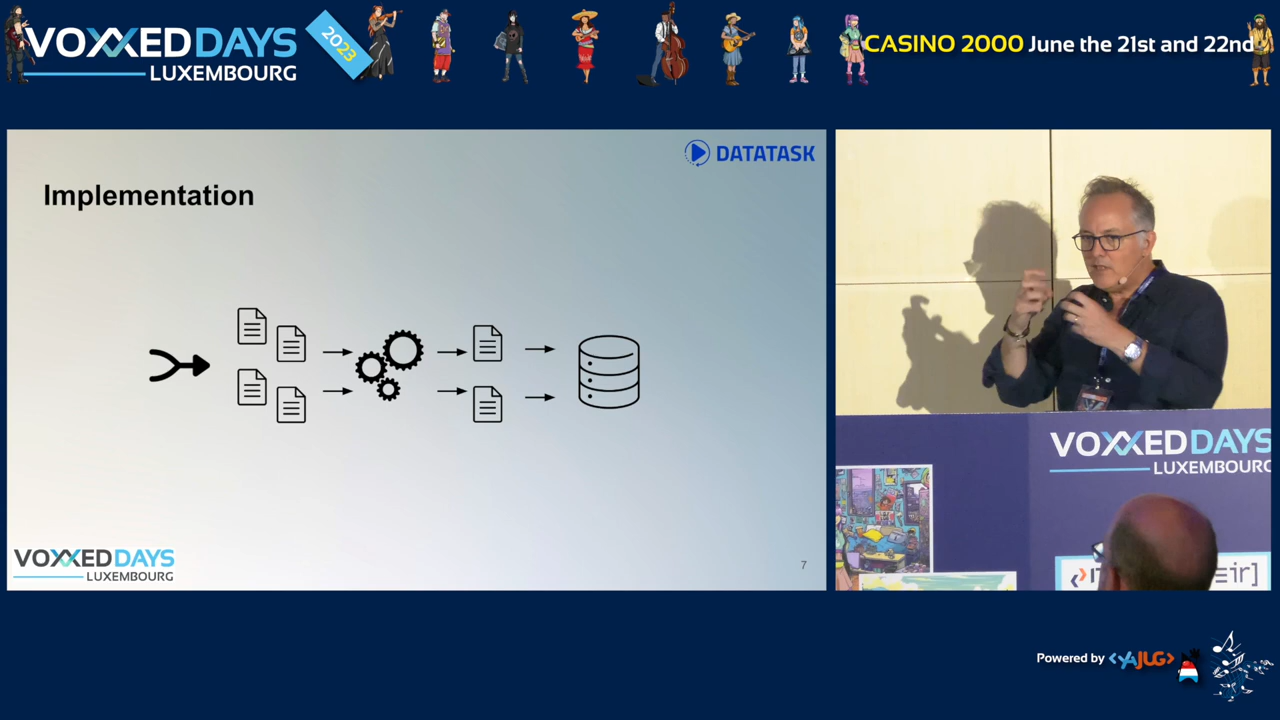 VOXXED DAYS
LUXEMBOURG
2023
CASINO 2000 June the 21st and 22nd
DATATASK
Implementation
VOXXED DAYS
LUXEMBOURG
7
VOXXED DAYS
LUXEMBOURG
Powered by <YAJUG>